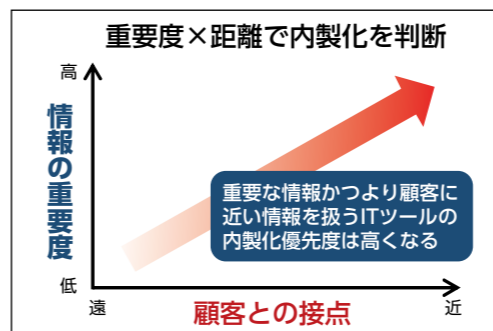 重要度×距離で内製化を判断
高
情報の重要度
重要な情報かつより顧客に
近い情報を扱うITツールの
内製化優先度は高くなる
低
遠
顧客との接点
近